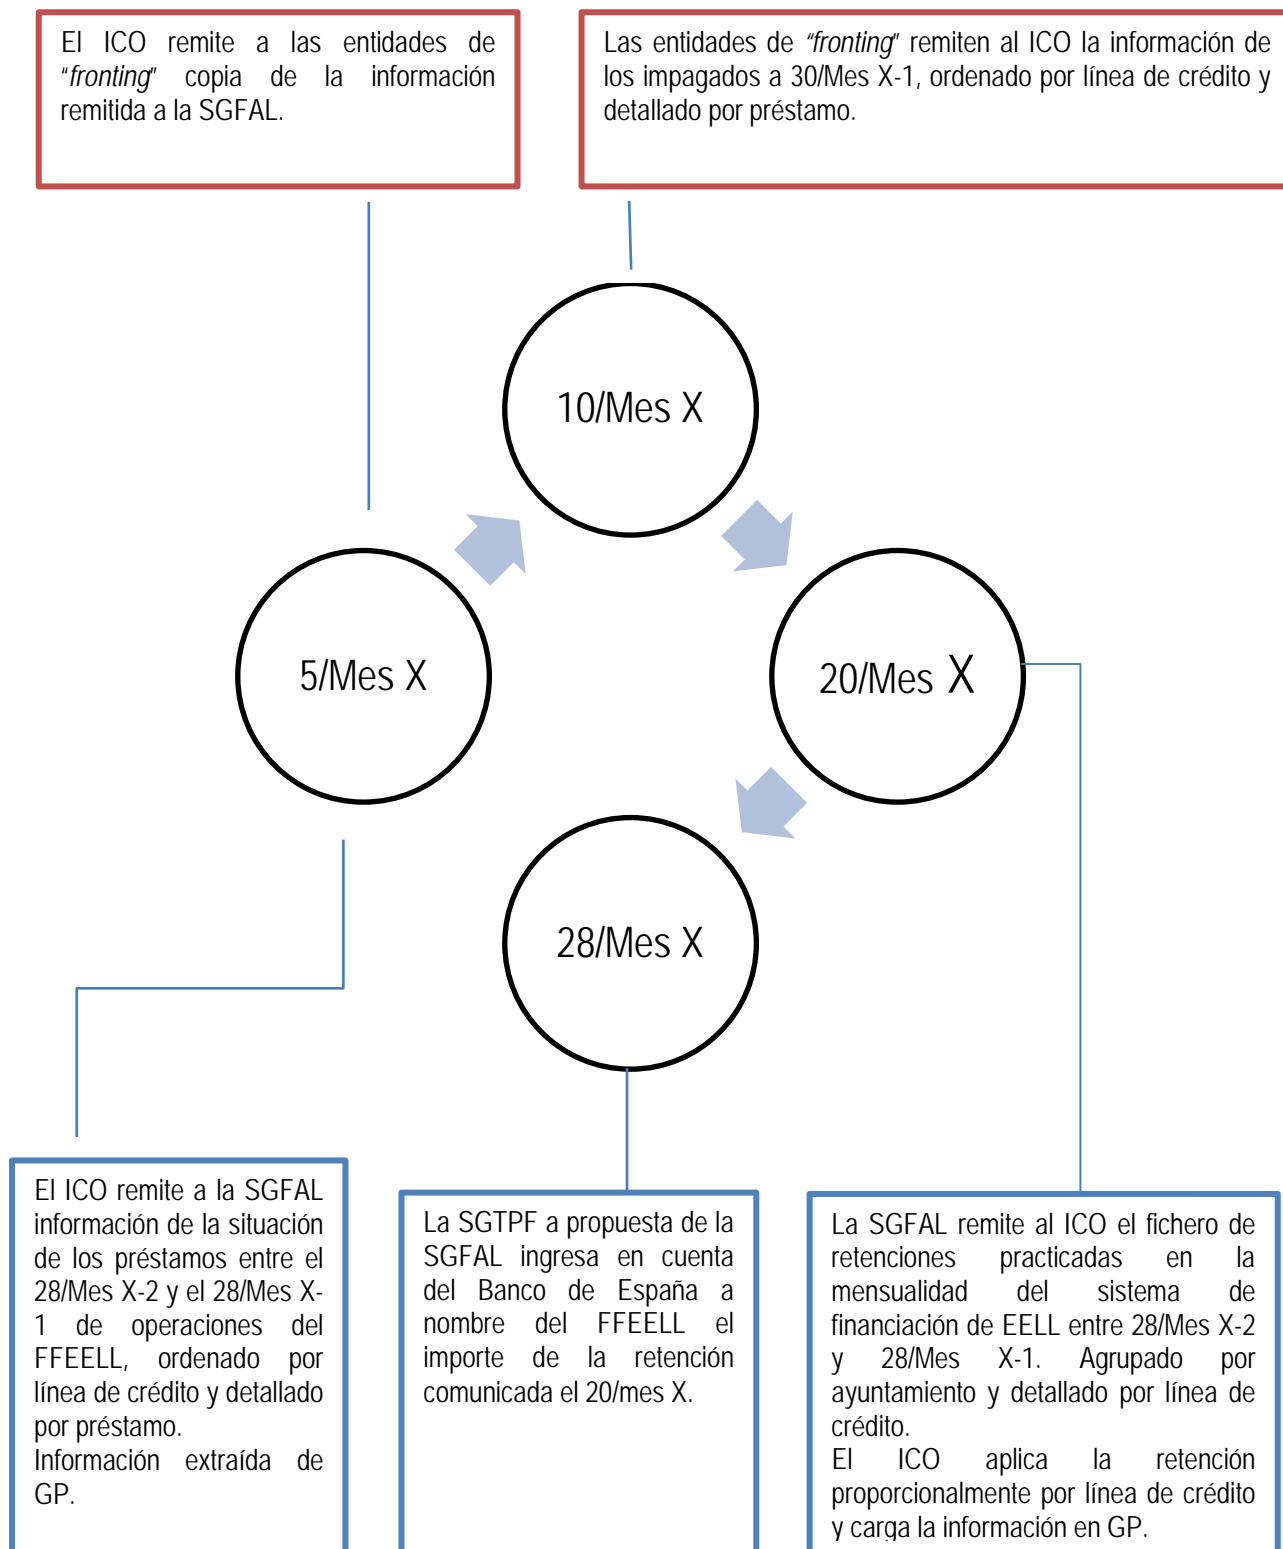 El ICO remite a las entidades de
“fronting” copia de la información
remitida a la SGFAL.
Las entidades de “fronting” remiten al ICO la información de
los impagados a 30/Mes X-1, ordenado por línea de crédito y
detallado por préstamo.
10/Mes X
5/Mes X
20/Mes X
28/Mes X
El ICO remite a la SGFAL
información de la situación
de los préstamos entre el
28/Mes X-2 y el 28/Mes X-
1 de operaciones del
FFEELL, ordenado por
línea de crédito y detallado
por préstamo.
Información extraída de
GP.
La SGTPF a propuesta de la
SGFAL ingresa en cuenta
del Banco de España a
nombre del FFEELL el
importe de la retención
comunicada el 20/mes X.
La SGFAL remite al ICO el fichero de
retenciones practicadas en la
mensualidad del sistema de
financiación de EELL entre 28/Mes X-2
y 28/Mes X-1. Agrupado por
ayuntamiento y detallado por línea de
crédito.
El ICO aplica la retención
proporcionalmente por línea de crédito
y carga la información en GP.